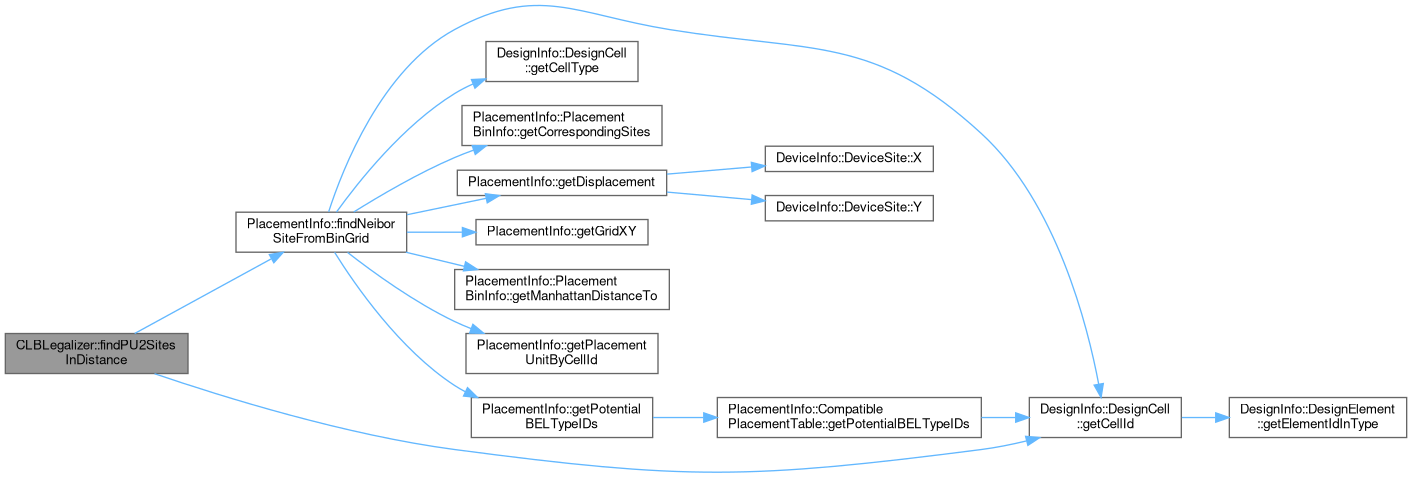 CLBLegalizer::findPU2Sites
InDistance
PlacementInfo::findNeibor
SiteFromBinGrid
DesignInfo::DesignCell
::getCellType
PlacementInfo::Placement
BinInfo::getCorrespondingSites
PlacementInfo::getDisplacement
DeviceInfo::DeviceSite::X
DeviceInfo::DeviceSite::Y
PlacementInfo::getGridXY
PlacementInfo::Placement
BinInfo::getManhattanDistanceTo
PlacementInfo::getPlacement
UnitByCellId
PlacementInfo::getPotential
BELTypeIDs
PlacementInfo::Compatible
PlacementTable::getPotentialBELTypeIDs
DesignInfo::DesignCell
::getCellId
DesignInfo::DesignElement
::getElementIdInType